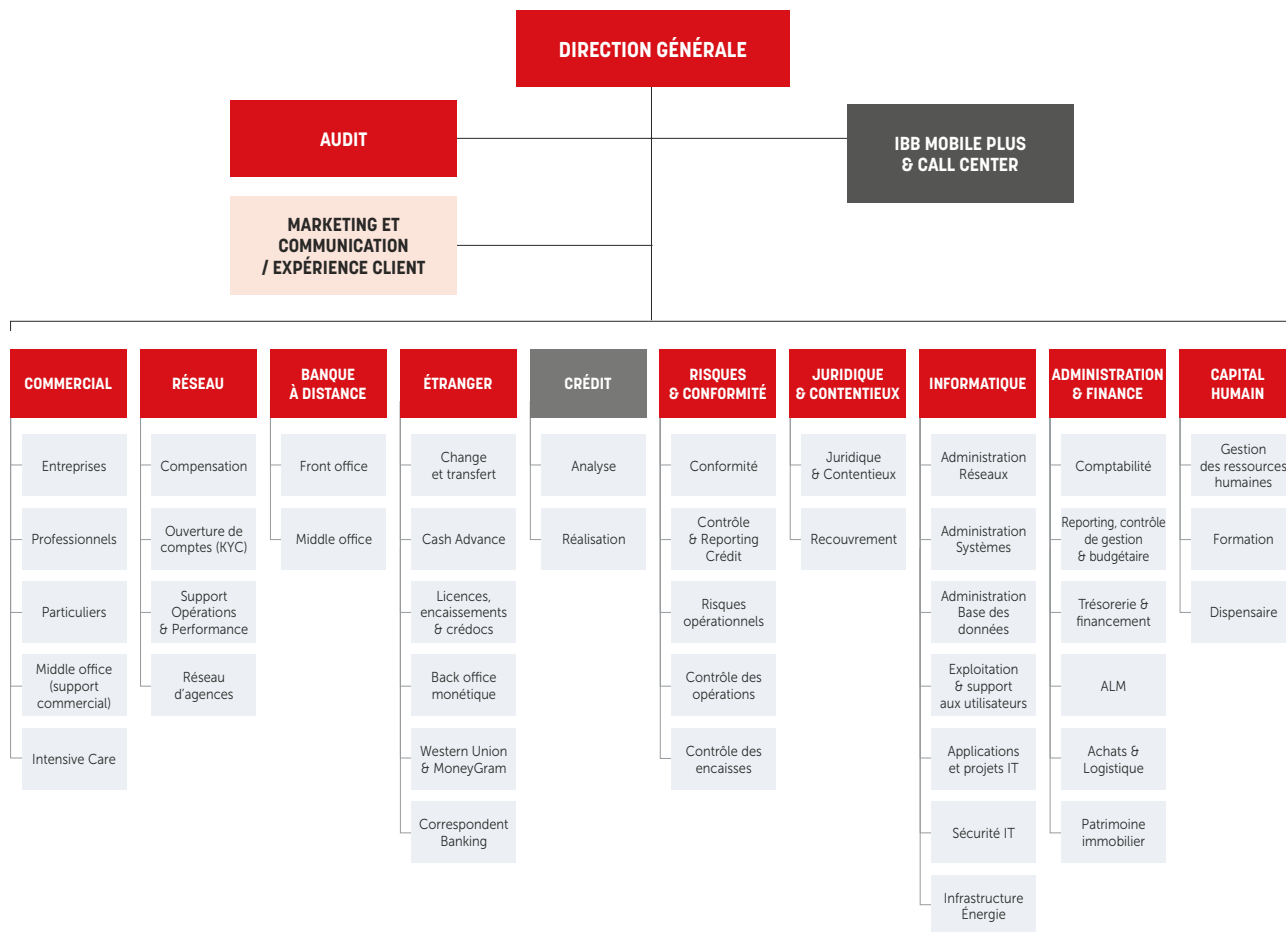 DIRECTION GÉNÉRALE
AUDIT
IBB MOBILE PLUS
& CALL CENTER
MARKETING ET
COMMUNICATION
/ EXPÉRIENCE CLIENT
COMMERCIAL
Entreprises
Professionnels
Particuliers
Middle office
(support
commercial)
Intensive Care
RÉSEAU
Compensation
Ouverture de
comptes (KYC)
Support
Opérations
& Performance
Réseau
d'agences
BANQUE
À DISTANCE
Front office
Middle office
ÉTRANGER
Change
et transfert
Cash Advance
Licences,
encaissements
& crédocs
Back office
monétique
Western Union
& MoneyGram
Correspondent
Banking
CRÉDIT
Analyse
Réalisation
RISQUES
& CONFORMITÉ
Conformité
Contrôle
& Reporting
Crédit
Risques
opérationnels
Contrôle des
opérations
Contrôle des
encaisses
JURIDIQUE
& CONTENTIEUX
Juridique
& Contentieux
Recouvrement
INFORMATIQUE
Administration
Réseaux
Administration
Systèmes
Administration
Base des
données
Exploitation
& support
aux utilisateurs
Applications
et projets IT
Sécurité IT
Infrastructure
Énergie
ADMINISTRATION
& FINANCE
Comptabilité
Reporting, contrôle
de gestion
& budgétaire
Trésorerie &
financement
ALM
Achats &
Logistique
Patrimoine
immobilier
CAPITAL
HUMAIN
Gestion
des ressources
humaines
Formation
Dispensaire